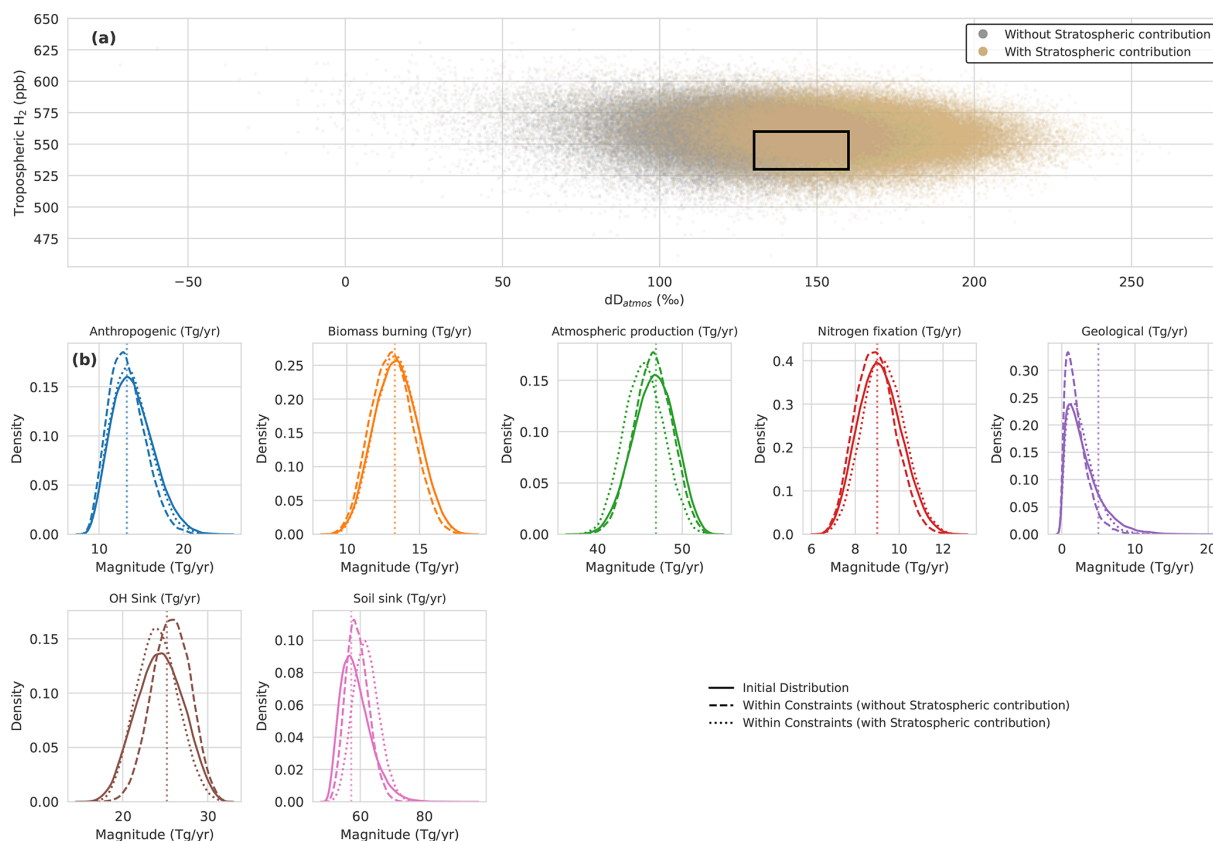 (a)
Without Stratospheric contribution
With Stratospheric contribution
Tropospheric H₂ (ppb)
650
625
600
575
550
525
500
475
−50
0
50
100
150
200
250
dD_atmos (‰)
(b)
Anthropogenic (Tg/yr)
Density
0.15
0.10
0.05
0.00
10
20
Magnitude (Tg/yr)
Biomass burning (Tg/yr)
Density
0.25
0.20
0.15
0.10
0.05
0.00
10
15
Magnitude (Tg/yr)
Atmospheric production (Tg/yr)
Density
0.15
0.10
0.05
0.00
40
50
Magnitude (Tg/yr)
Nitrogen fixation (Tg/yr)
Density
0.4
0.3
0.2
0.1
0.0
6
8
10
12
Magnitude (Tg/yr)
Geological (Tg/yr)
Density
0.30
0.25
0.20
0.15
0.10
0.05
0.00
0
10
20
Magnitude (Tg/yr)
OH Sink (Tg/yr)
Density
0.15
0.10
0.05
0.00
20
30
Magnitude (Tg/yr)
Soil sink (Tg/yr)
Density
0.10
0.08
0.06
0.04
0.02
0.00
60
80
Magnitude (Tg/yr)
Initial Distribution
Within Constraints (without Stratospheric contribution)
Within Constraints (with Stratospheric contribution)